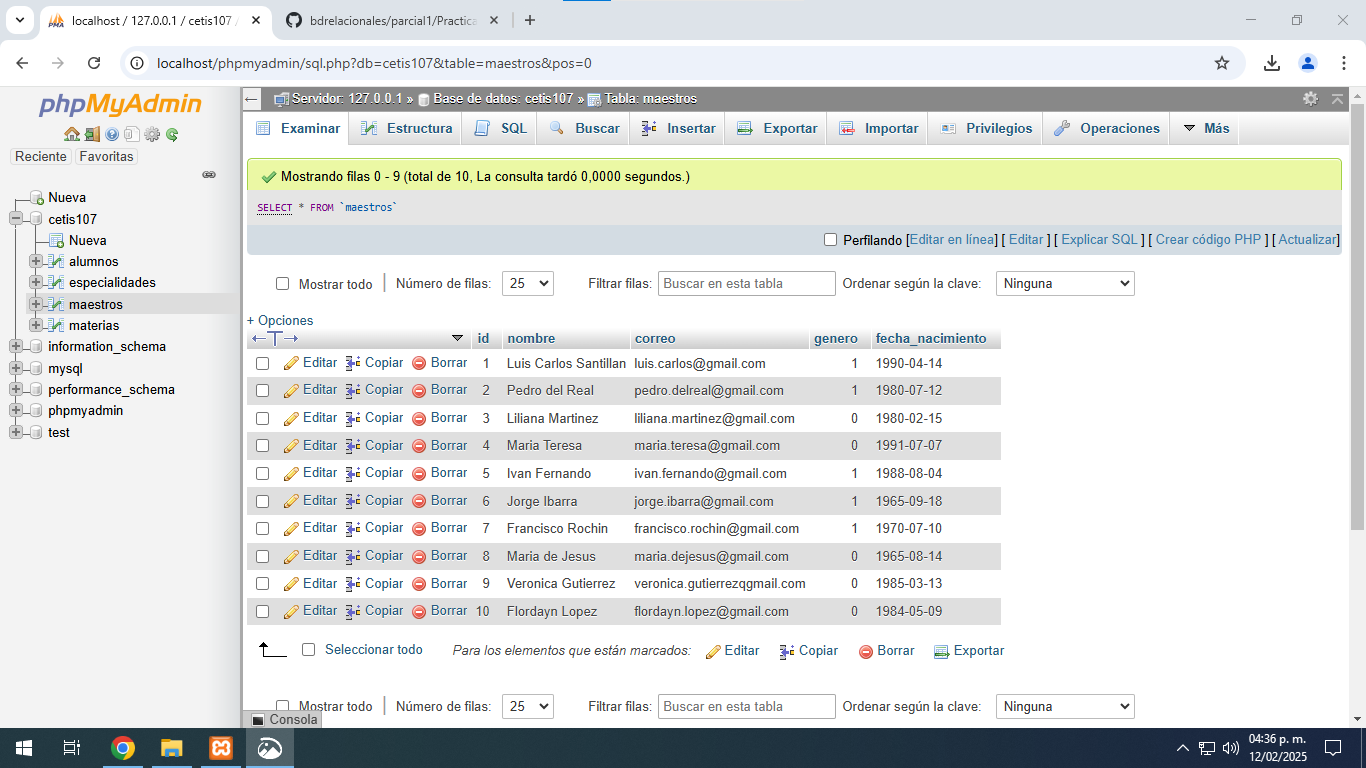 localhost / 127.0.0.1 / cetis107 /
bdrelacionales/parcial1/Practica
localhost/phpmyadmin/sql.php?db=cetis107&table=maestros&pos=0
phpMyAdmin
Reciente Favoritas
Nueva
cetis107
Nueva
alumnos
especialidades
maestros
materias
information_schema
mysql
performance_schema
phpmyadmin
test
Servidor: 127.0.0.1 » Base de datos: cetis107 » Tabla: maestros
Examinar Estructura SQL Buscar Insertar Exportar Importar Privilegios Operaciones Más
Mostrando filas 0 - 9 (total de 10, La consulta tardó 0,0000 segundos.)
SELECT * FROM `maestros`
Perfilando [Editar en línea] [ Editar ] [ Explicar SQL ] [ Crear código PHP ] [ Actualizar]
Mostrar todo Número de filas: 25 Filtrar filas: Buscar en esta tabla Ordenar según la clave: Ninguna
+ Opciones
←T→ id nombre correo genero fecha_nacimiento
Editar Copiar Borrar 1 Luis Carlos Santillan luis.carlos@gmail.com 1 1990-04-14
Editar Copiar Borrar 2 Pedro del Real pedro.delreal@gmail.com 1 1980-07-12
Editar Copiar Borrar 3 Liliana Martinez liliana.martinez@gmail.com 0 1980-02-15
Editar Copiar Borrar 4 Maria Teresa maria.teresa@gmail.com 0 1991-07-07
Editar Copiar Borrar 5 Ivan Fernando ivan.fernando@gmail.com 1 1988-08-04
Editar Copiar Borrar 6 Jorge Ibarra jorge.ibarra@gmail.com 1 1965-09-18
Editar Copiar Borrar 7 Francisco Rochin francisco.rochin@gmail.com 1 1970-07-10
Editar Copiar Borrar 8 Maria de Jesus maria.dejesus@gmail.com 0 1965-08-14
Editar Copiar Borrar 9 Veronica Gutierrez veronica.gutierrezqgmail.com 0 1985-03-13
Editar Copiar Borrar 10 Flordayn Lopez flordayn.lopez@gmail.com 0 1984-05-09
Seleccionar todo Para los elementos que están marcados: Editar Copiar Borrar Exportar
Mostrar todo Número de filas: 25 Filtrar filas: Buscar en esta tabla Ordenar según la clave: Ninguna
Consola
04:36 p. m.
12/02/2025